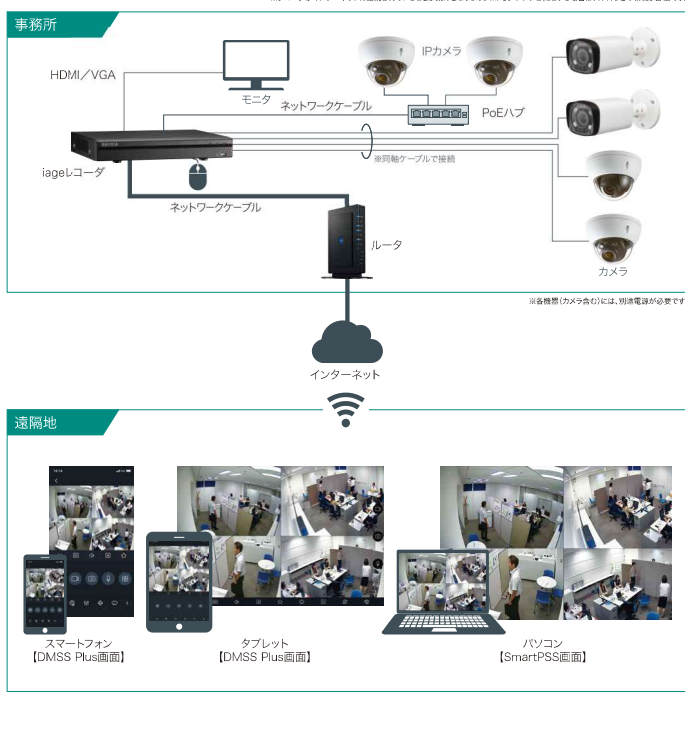 事務所
HDMI／VGA
モニタ
IPカメラ
ネットワークケーブル
PoEハブ
iageレコーダ
※同軸ケーブルで接続
ネットワークケーブル
ルータ
カメラ
※各機器（カメラ含む）には、別途電源が必要です
インターネット
遠隔地
スマートフォン
【DMSS Plus画面】
タブレット
【DMSS Plus画面】
パソコン
【SmartPSS画面】